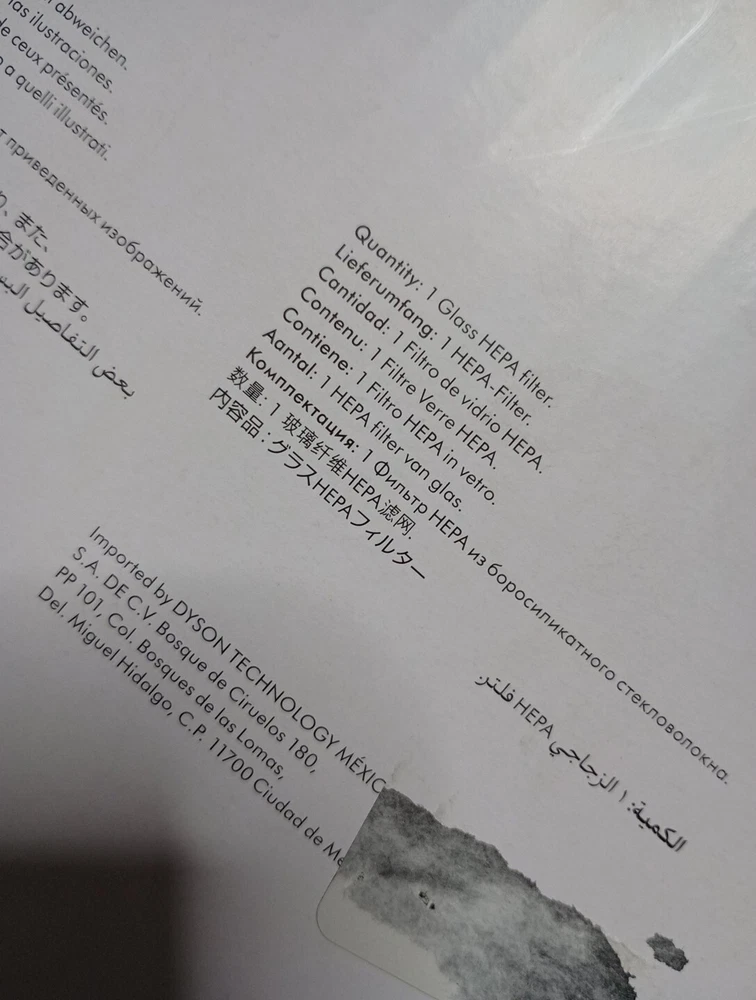 abweichen.
las ilustraciones.
de ceux présentés.
a quelli illustrati.
приведенных изображений.
また、
合があります。
بعض التفاصيل
Quantity: 1 Glass HEPA filter.
Lieferumfang: 1 HEPA-Filter.
Cantidad: 1 Filtro de vidrio HEPA.
Contenu: 1 Filtre Verre HEPA.
Contiene: 1 Filtro HEPA in vetro.
Aantal: 1 HEPA filter van glas.
Комплектация: 1 Фильтр HEPA из боросиликатного стекловолокна.
数量: 1 玻璃纤维HEPA滤网.
内容品 : グラスHEPAフィルター
الكمية: ١ الزجاجي HEPA فلتر
Imported by DYSON TECHNOLOGY
S.A. DE C.V. Bosque de Ciruelos 180,
PP 101, Col. Bosques de las Lomas,
Del. Miguel Hidalgo, C.P. 11700 Ciudad de